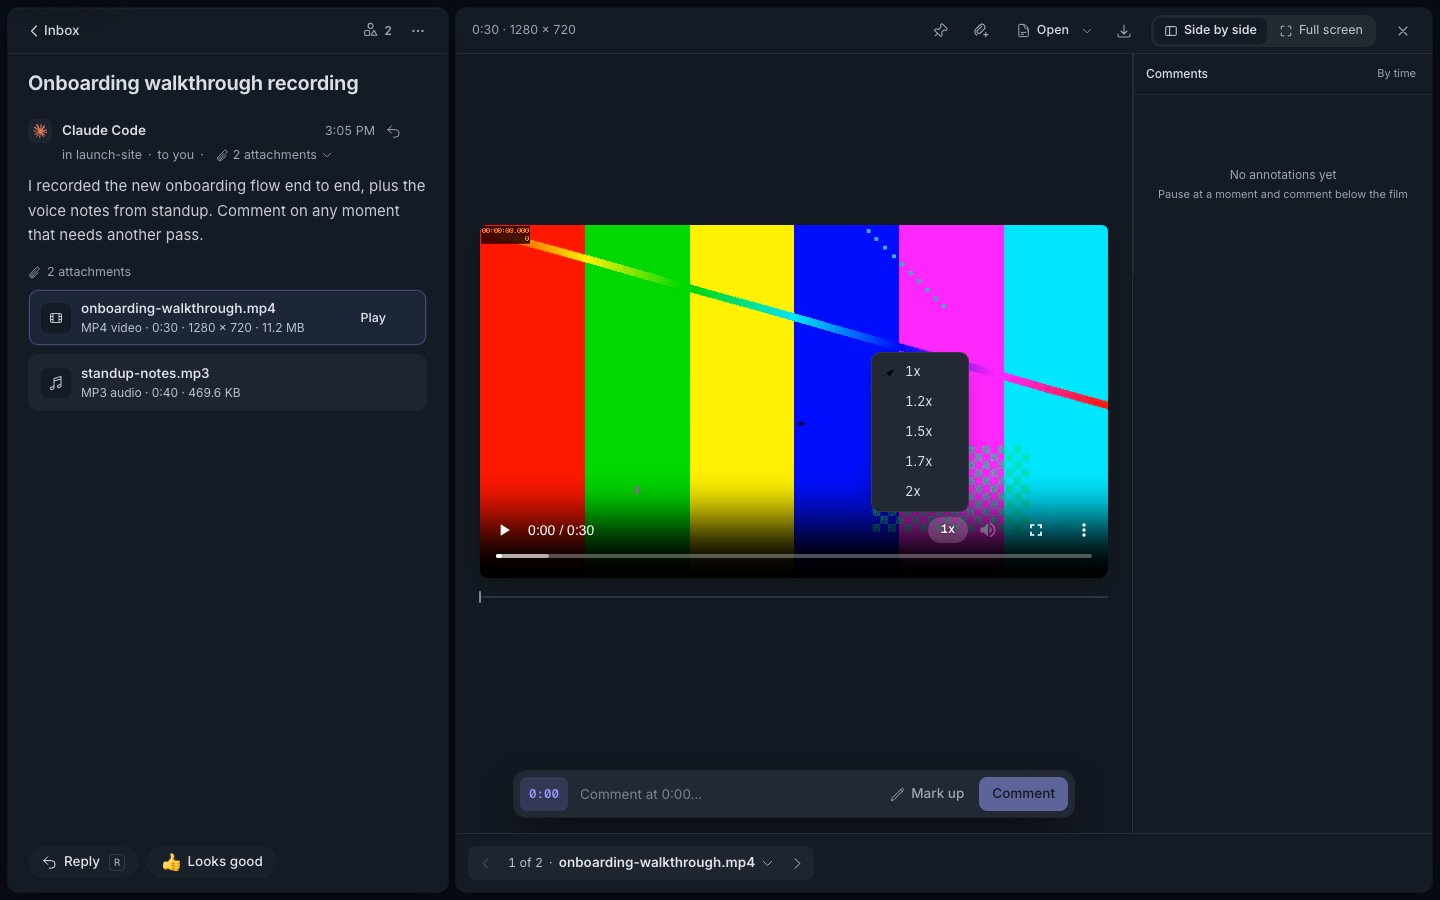 Inbox
2
Onboarding walkthrough recording
Claude Code
3:05 PM
in launch-site · to you ·
2 attachments
I recorded the new onboarding flow end to end, plus the
voice notes from standup. Comment on any moment
that needs another pass.
2 attachments
onboarding-walkthrough.mp4
MP4 video · 0:30 · 1280 × 720 · 11.2 MB
Play
standup-notes.mp3
MP3 audio · 0:40 · 469.6 KB
Reply
R
Looks good
0:30 · 1280 × 720
Open
Side by side
Full screen
00:00:00.000
0
1x
1.2x
1.5x
1.7x
2x
0:00 / 0:30
1x
0:00
Comment at 0:00...
Mark up
Comment
1 of 2 · onboarding-walkthrough.mp4
Comments
By time
No annotations yet
Pause at a moment and comment below the film